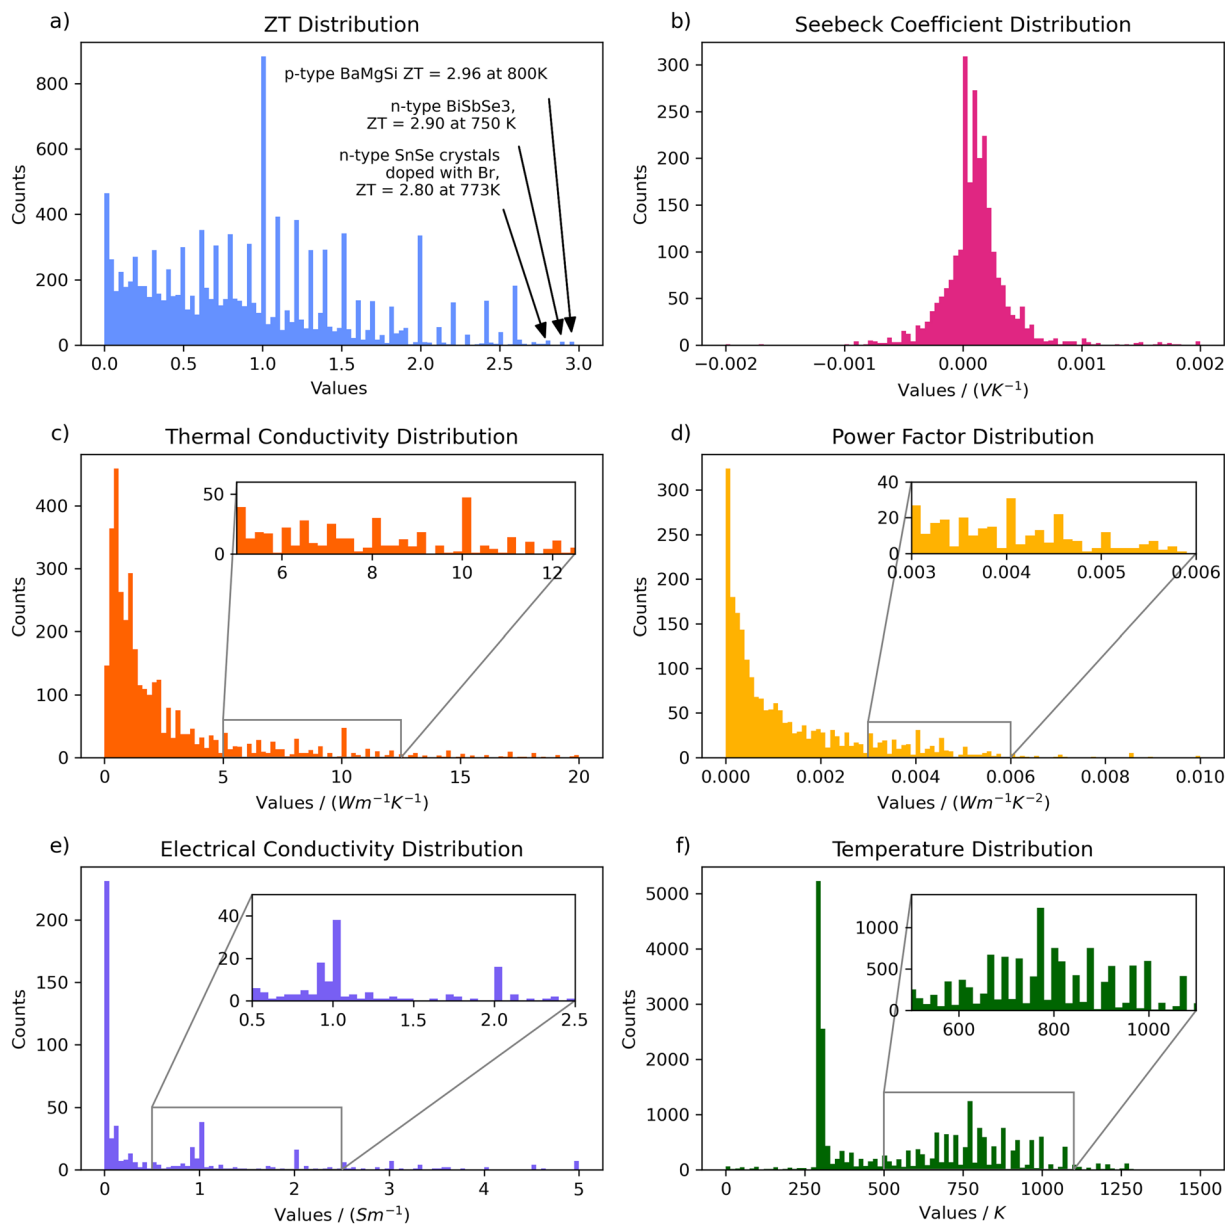 a)
ZT Distribution
Counts
800
600
400
200
0
p-type BaMgSi ZT = 2.96 at 800K
n-type BiSbSe3,
ZT = 2.90 at 750 K
n-type SnSe crystals
doped with Br,
ZT = 2.80 at 773K
0.0 0.5 1.0 1.5 2.0 2.5 3.0
Values
b)
Seebeck Coefficient Distribution
Counts
300
250
200
150
100
50
0
−0.002 −0.001 0.000 0.001 0.002
Values / (VK⁻¹)
c)
Thermal Conductivity Distribution
Counts
400
300
200
100
0
50
0
6 8 10 12
0 5 10 15 20
Values / (Wm⁻¹K⁻¹)
d)
Power Factor Distribution
Counts
300
250
200
150
100
50
0
40
20
0
0.003 0.004 0.005 0.006
0.000 0.002 0.004 0.006 0.008 0.010
Values / (Wm⁻¹K⁻²)
e)
Electrical Conductivity Distribution
Counts
200
150
100
50
0
40
20
0
0.5 1.0 1.5 2.0 2.5
0 1 2 3 4 5
Values / (Sm⁻¹)
f)
Temperature Distribution
Counts
5000
4000
3000
2000
1000
0
1000
500
0
600 800 1000
0 250 500 750 1000 1250 1500
Values / K